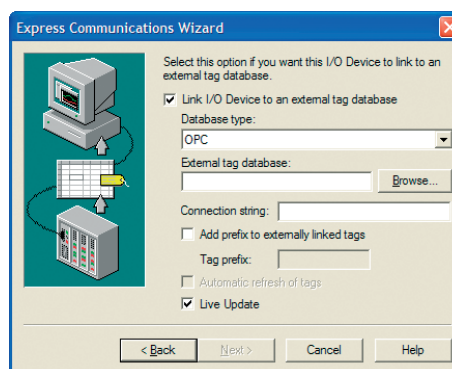 Express Communications Wizard
Select this option if you want this I/O Device to link to an
external tag database.
Link I/O Device to an external tag database
Database type:
OPC
External tag database:
Browse...
Connection string:
Add prefix to externally linked tags
Tag prefix:
Automatic refresh of tags
Live Update
< Back
Next >
Cancel
Help